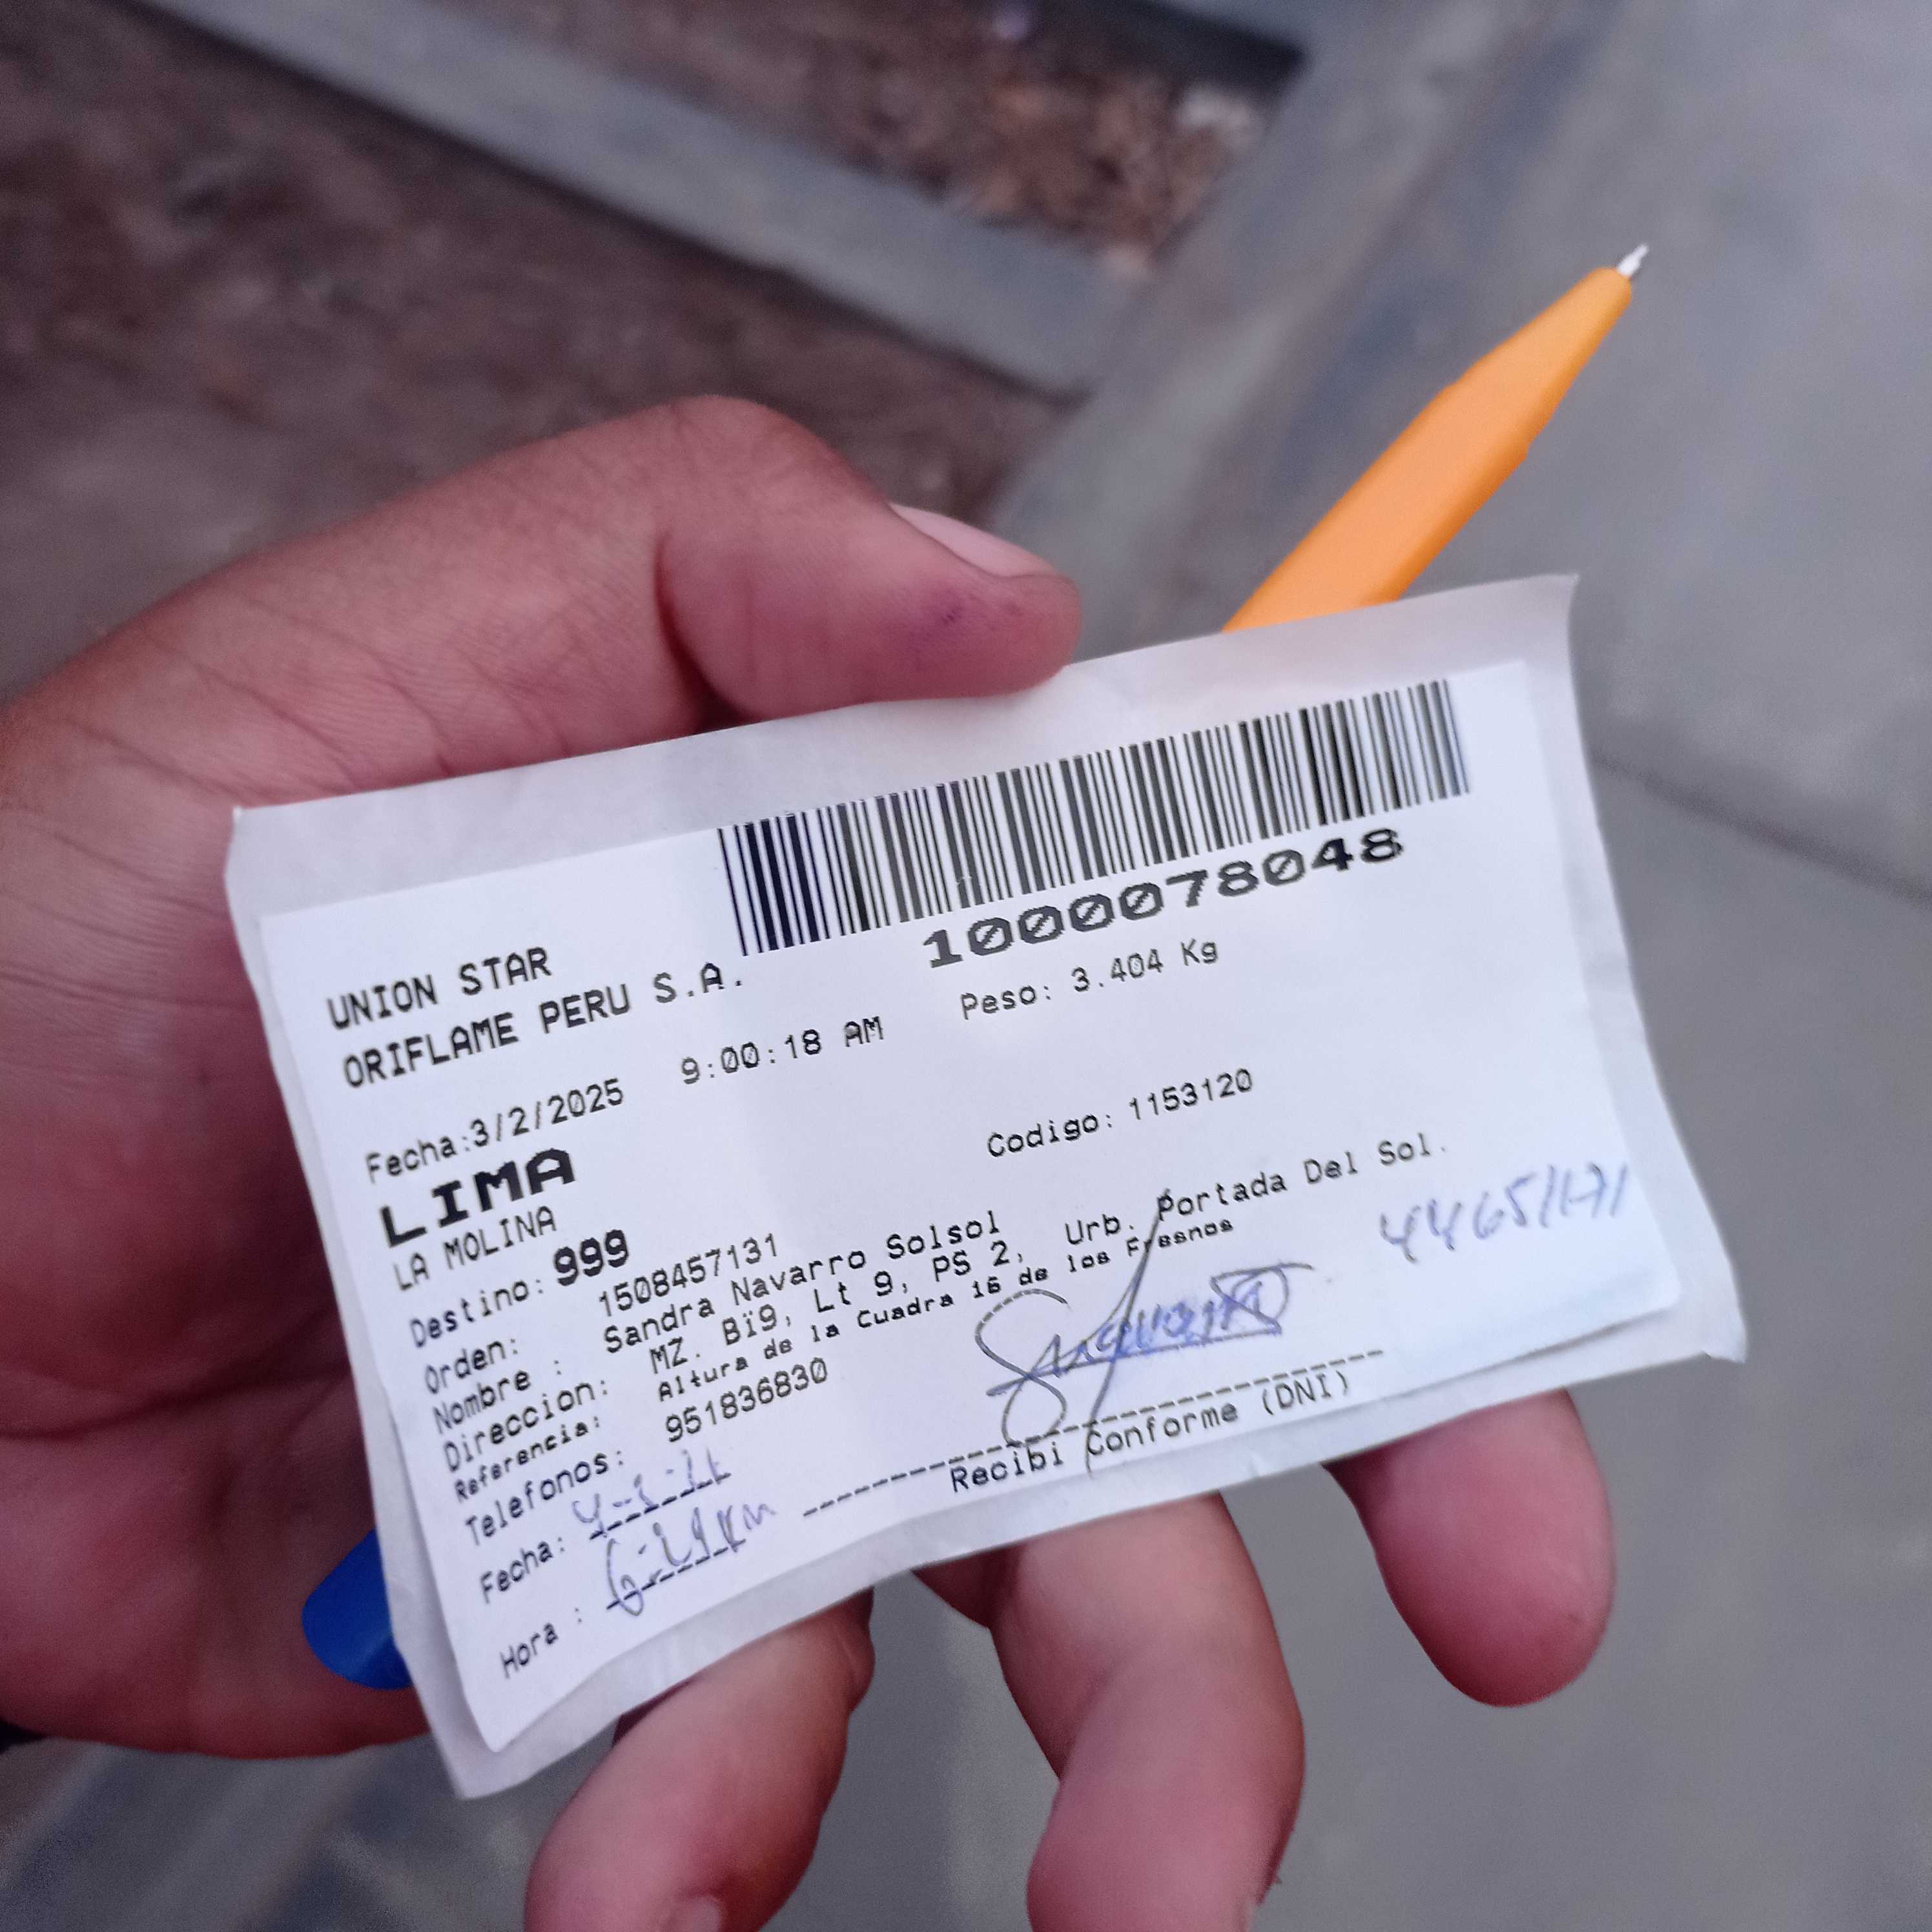 1000078048
UNION STAR
ORIFLAME PERU S.A.
Peso: 3.404 Kg
Fecha:3/2/2025 9:00:18 AM
LIMA
Codigo: 1153120
LA MOLINA
Destino: 999
Orden: 1508457131
Nombre : Sandra Navarro Solsol
Direccion: MZ. Bï9, Lt 9, PS 2, Urb. Portada Del Sol.
Referencia: Altura de la Cuadra 16 de los Fresnos
Telefonos: 951836830
Fecha:
Hora :
Recibi Conforme (DNI)